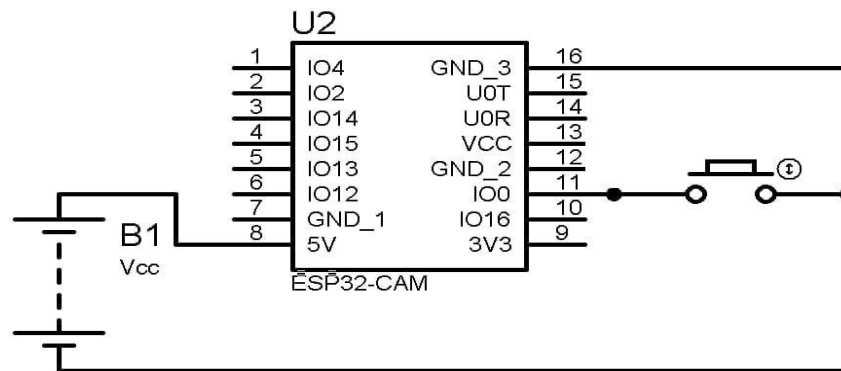 U2
1 IO4 GND_3 16
2 IO2 U0T 15
3 IO14 U0R 14
4 IO15 VCC 13
5 IO13 GND_2 12
6 IO12 IO0 11
7 GND_1 IO16 10
8 5V 3V3 9
B1
Vcc
ESP32-CAM